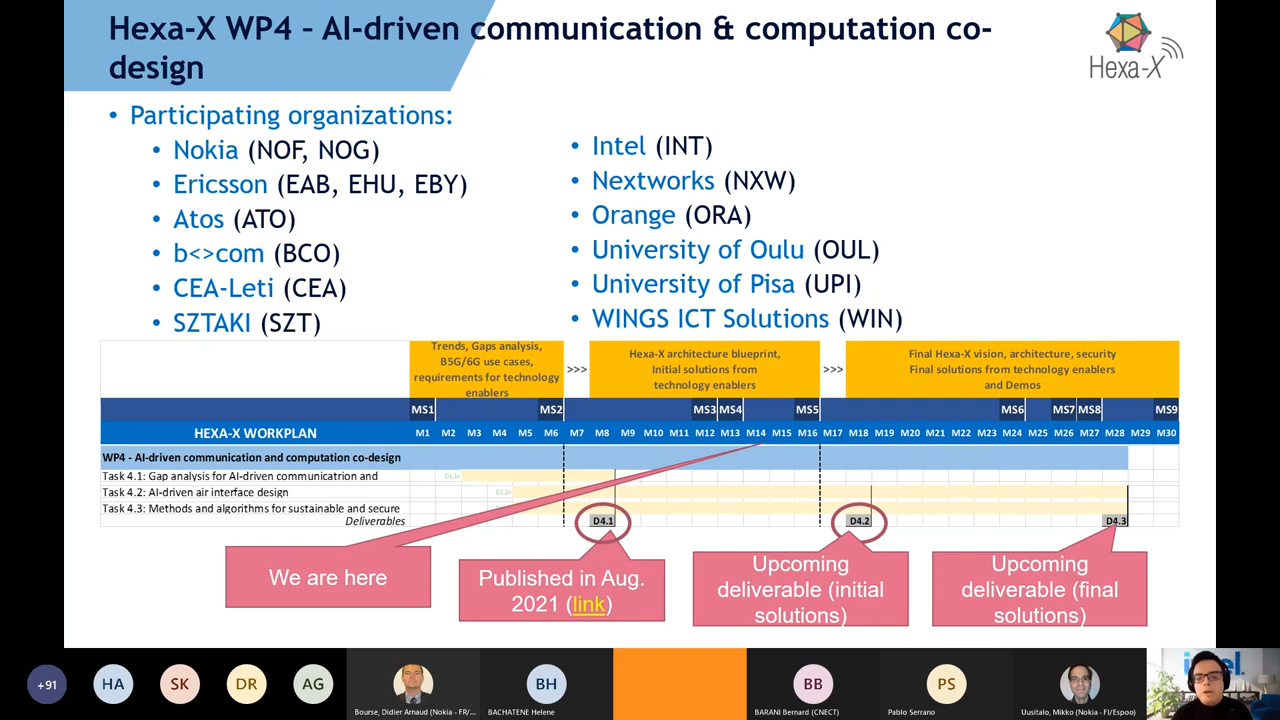 Hexa-X WP4 – AI-driven communication & computation co-
design
Hexa-X
• Participating organizations:
• Nokia (NOF, NOG)
• Ericsson (EAB, EHU, EBY)
• Atos (ATO)
• b<>com (BCO)
• CEA-Leti (CEA)
• SZTAKI (SZT)
• Intel (INT)
• Nextworks (NXW)
• Orange (ORA)
• University of Oulu (OUL)
• University of Pisa (UPI)
• WINGS ICT Solutions (WIN)
Trends, Gaps analysis,
B5G/6G use cases,
requirements for technology
enablers
>>>
Hexa-X architecture blueprint,
Initial solutions from
technology enablers
>>>
Final Hexa-X vision, architecture, security
Final solutions from technology enablers
and Demos
MS1 MS2 MS3 MS4 MS5 MS6 MS7 MS8 MS9
HEXA-X WORKPLAN M1 M2 M3 M4 M5 M6 M7 M8 M9 M10 M11 M12 M13 M14 M15 M16 M17 M18 M19 M20 M21 M22 M23 M24 M25 M26 M27 M28 M29 M30
WP4 - AI-driven communication and computation co-design
Task 4.1: Gap analysis for AI-driven communicatrion and
Task 4.2: AI-driven air interface design
Task 4.3: Methods and algorithms for sustainable and secure
Deliverables D4.1 D4.2 D4.3
We are here
Published in Aug.
2021 (link)
Upcoming
deliverable (initial
solutions)
Upcoming
deliverable (final
solutions)
+91 HA SK DR AG BH BB PS
Bourse, Didier Arnaud (Nokia - FR/...
BACHATENE Helene
BARANI Bernard (CNECT)
Pablo Serrano
Uusitalo, Mikko (Nokia - FI/Espoo)